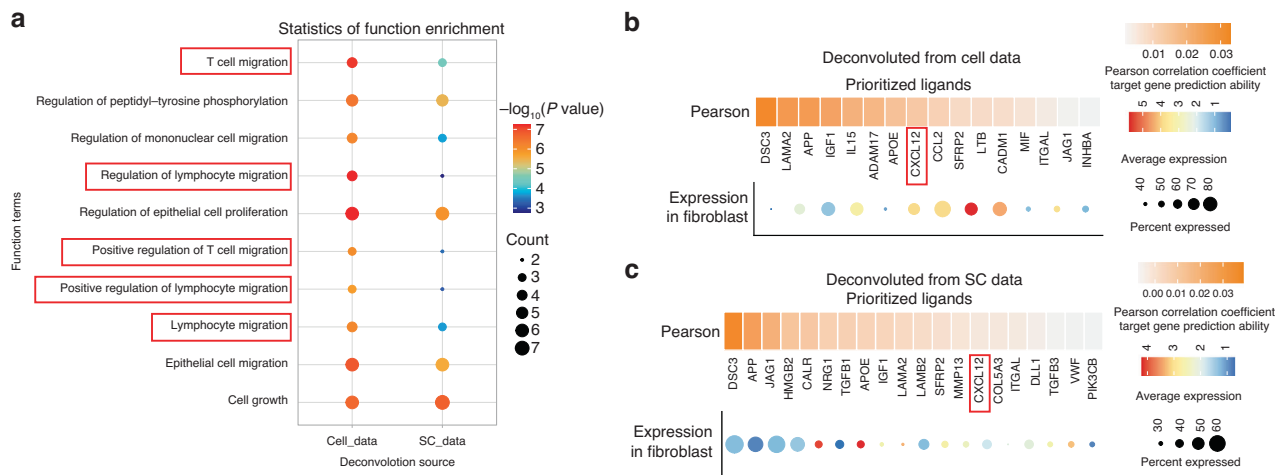 a
Statistics of function enrichment
T cell migration
Regulation of peptidyl–tyrosine phosphorylation
Regulation of mononuclear cell migration
Regulation of lymphocyte migration
Regulation of epithelial cell proliferation
Positive regulation of T cell migration
Positive regulation of lymphocyte migration
Lymphocyte migration
Epithelial cell migration
Cell growth
Function terms
Cell_data SC_data
Deconvolotion source
–log10(P value)
7
6
5
4
3
Count
2
3
4
5
6
7
b
Deconvoluted from cell data
Prioritized ligands
Pearson
DSC3 LAMA2 APP IGF1 IL15 ADAM17 APOE CXCL12 CCL2 SFRP2 LTB CADM1 MIF ITGAL JAG1 INHBA
Expression
in fibroblast
0.01 0.02 0.03
Pearson correlation coefficient
target gene prediction ability
5 4 3 2 1
Average expression
40 50 60 70 80
Percent expressed
c
Deconvoluted from SC data
Prioritized ligands
Pearson
DSC3 APP JAG1 HMGB2 CALR NRG1 TGFB1 APOE IGF1 LAMA2 LAMB2 SFRP2 MMP13 CXCL12 COL5A3 ITGAL DLL1 TGFB3 VWF PIK3CB
Expression
in fibroblast
0.00 0.01 0.02 0.03
Pearson correlation coefficient
target gene prediction ability
4 3 2 1
Average expression
30 40 50 60
Percent expressed